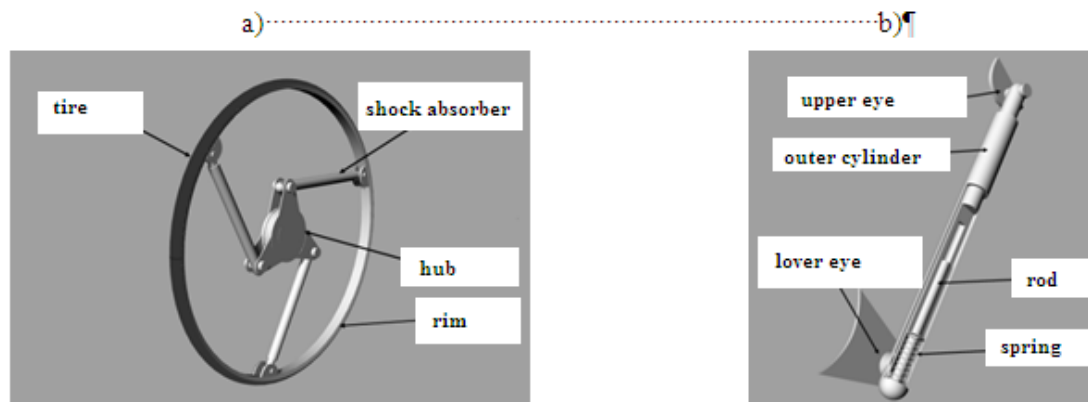 a)··········b)¶
tire
shock absorber
hub
rim
upper eye
outer cylinder
lover eye
rod
spring